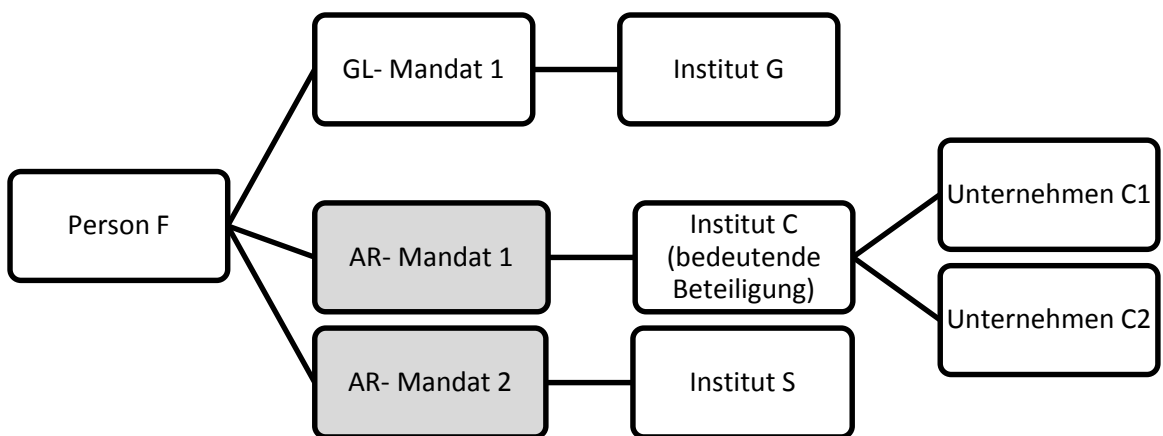 GL- Mandat 1
Institut G
Person F
AR- Mandat 1
Institut C
(bedeutende
Beteiligung)
Unternehmen C1
Unternehmen C2
AR- Mandat 2
Institut S